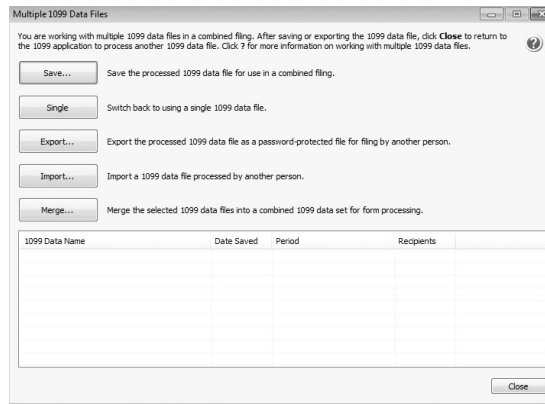 Multiple 1099 Data Files
You are working with multiple 1099 data files in a combined filing. After saving or exporting the 1099 data file, click Close to return to
the 1099 application to process another 1099 data file. Click ? for more information on working with multiple 1099 data files.
?
Save... Save the processed 1099 data file for use in a combined filing.
Single Switch back to using a single 1099 data file.
Export... Export the processed 1099 data file as a password-protected file for filing by another person.
Import... Import a 1099 data file processed by another person.
Merge... Merge the selected 1099 data files into a combined 1099 data set for form processing.
1099 Data Name Date Saved Period Recipients
Close